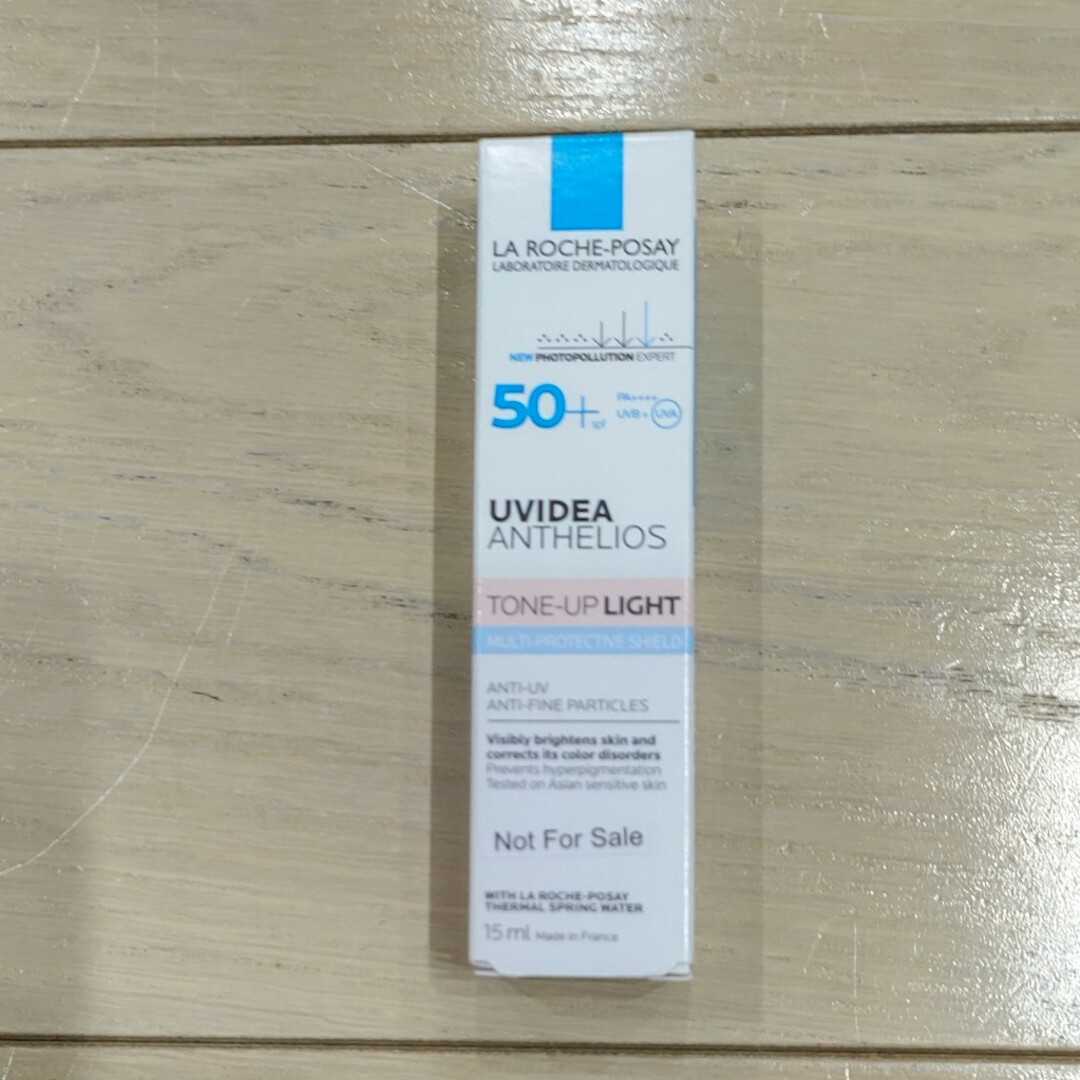 LA ROCHE-POSAY
LABORATOIRE DERMATOLOGIQUE
NEW PHOTOPOLLUTION EXPERT
50+ SPF
PA++++
UVB + UVA
UVIDEA
ANTHELIOS
TONE-UP LIGHT
MULTI-PROTECTIVE SHIELD
ANTI-UV
ANTI-FINE PARTICLES
Visibly brightens skin and
corrects its color disorders
Prevents hyperpigmentation
Tested on Asian sensitive skin
Not For Sale
WITH LA ROCHE-POSAY
THERMAL SPRING WATER
15 ml Made in France